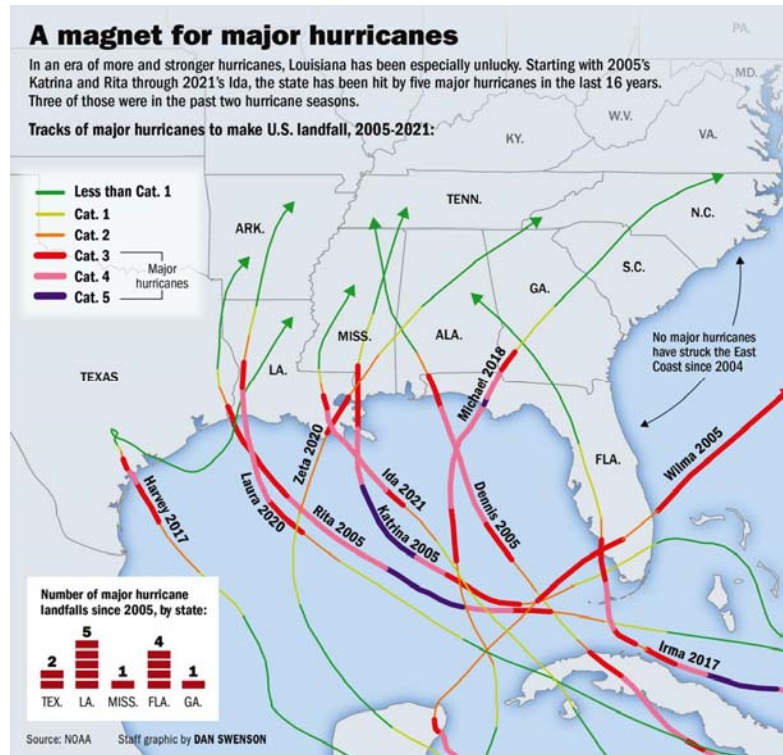 A magnet for major hurricanes
In an era of more and stronger hurricanes, Louisiana has been especially unlucky. Starting with 2005's
Katrina and Rita through 2021's Ida, the state has been hit by five major hurricanes in the last 16 years.
Three of those were in the past two hurricane seasons.
Tracks of major hurricanes to make U.S. landfall, 2005-2021:
Less than Cat. 1
Cat. 1
Cat. 2
Cat. 3
Cat. 4
Cat. 5
Major
hurricanes
PA.
MD.
W.V.
KY.
VA.
TENN.
N.C.
ARK.
S.C.
GA.
MISS.
ALA.
LA.
TEXAS
FLA.
No major hurricanes
have struck the East
Coast since 2004
Michael 2018
Wilma 2005
Zeta 2020
Ida 2021
Dennis 2005
Harvey 2017
Laura 2020
Rita 2005
Katrina 2005
Irma 2017
Number of major hurricane
landfalls since 2005, by state:
2 5 1 4 1
TEX. LA. MISS. FLA. GA.
Source: NOAA Staff graphic by DAN SWENSON